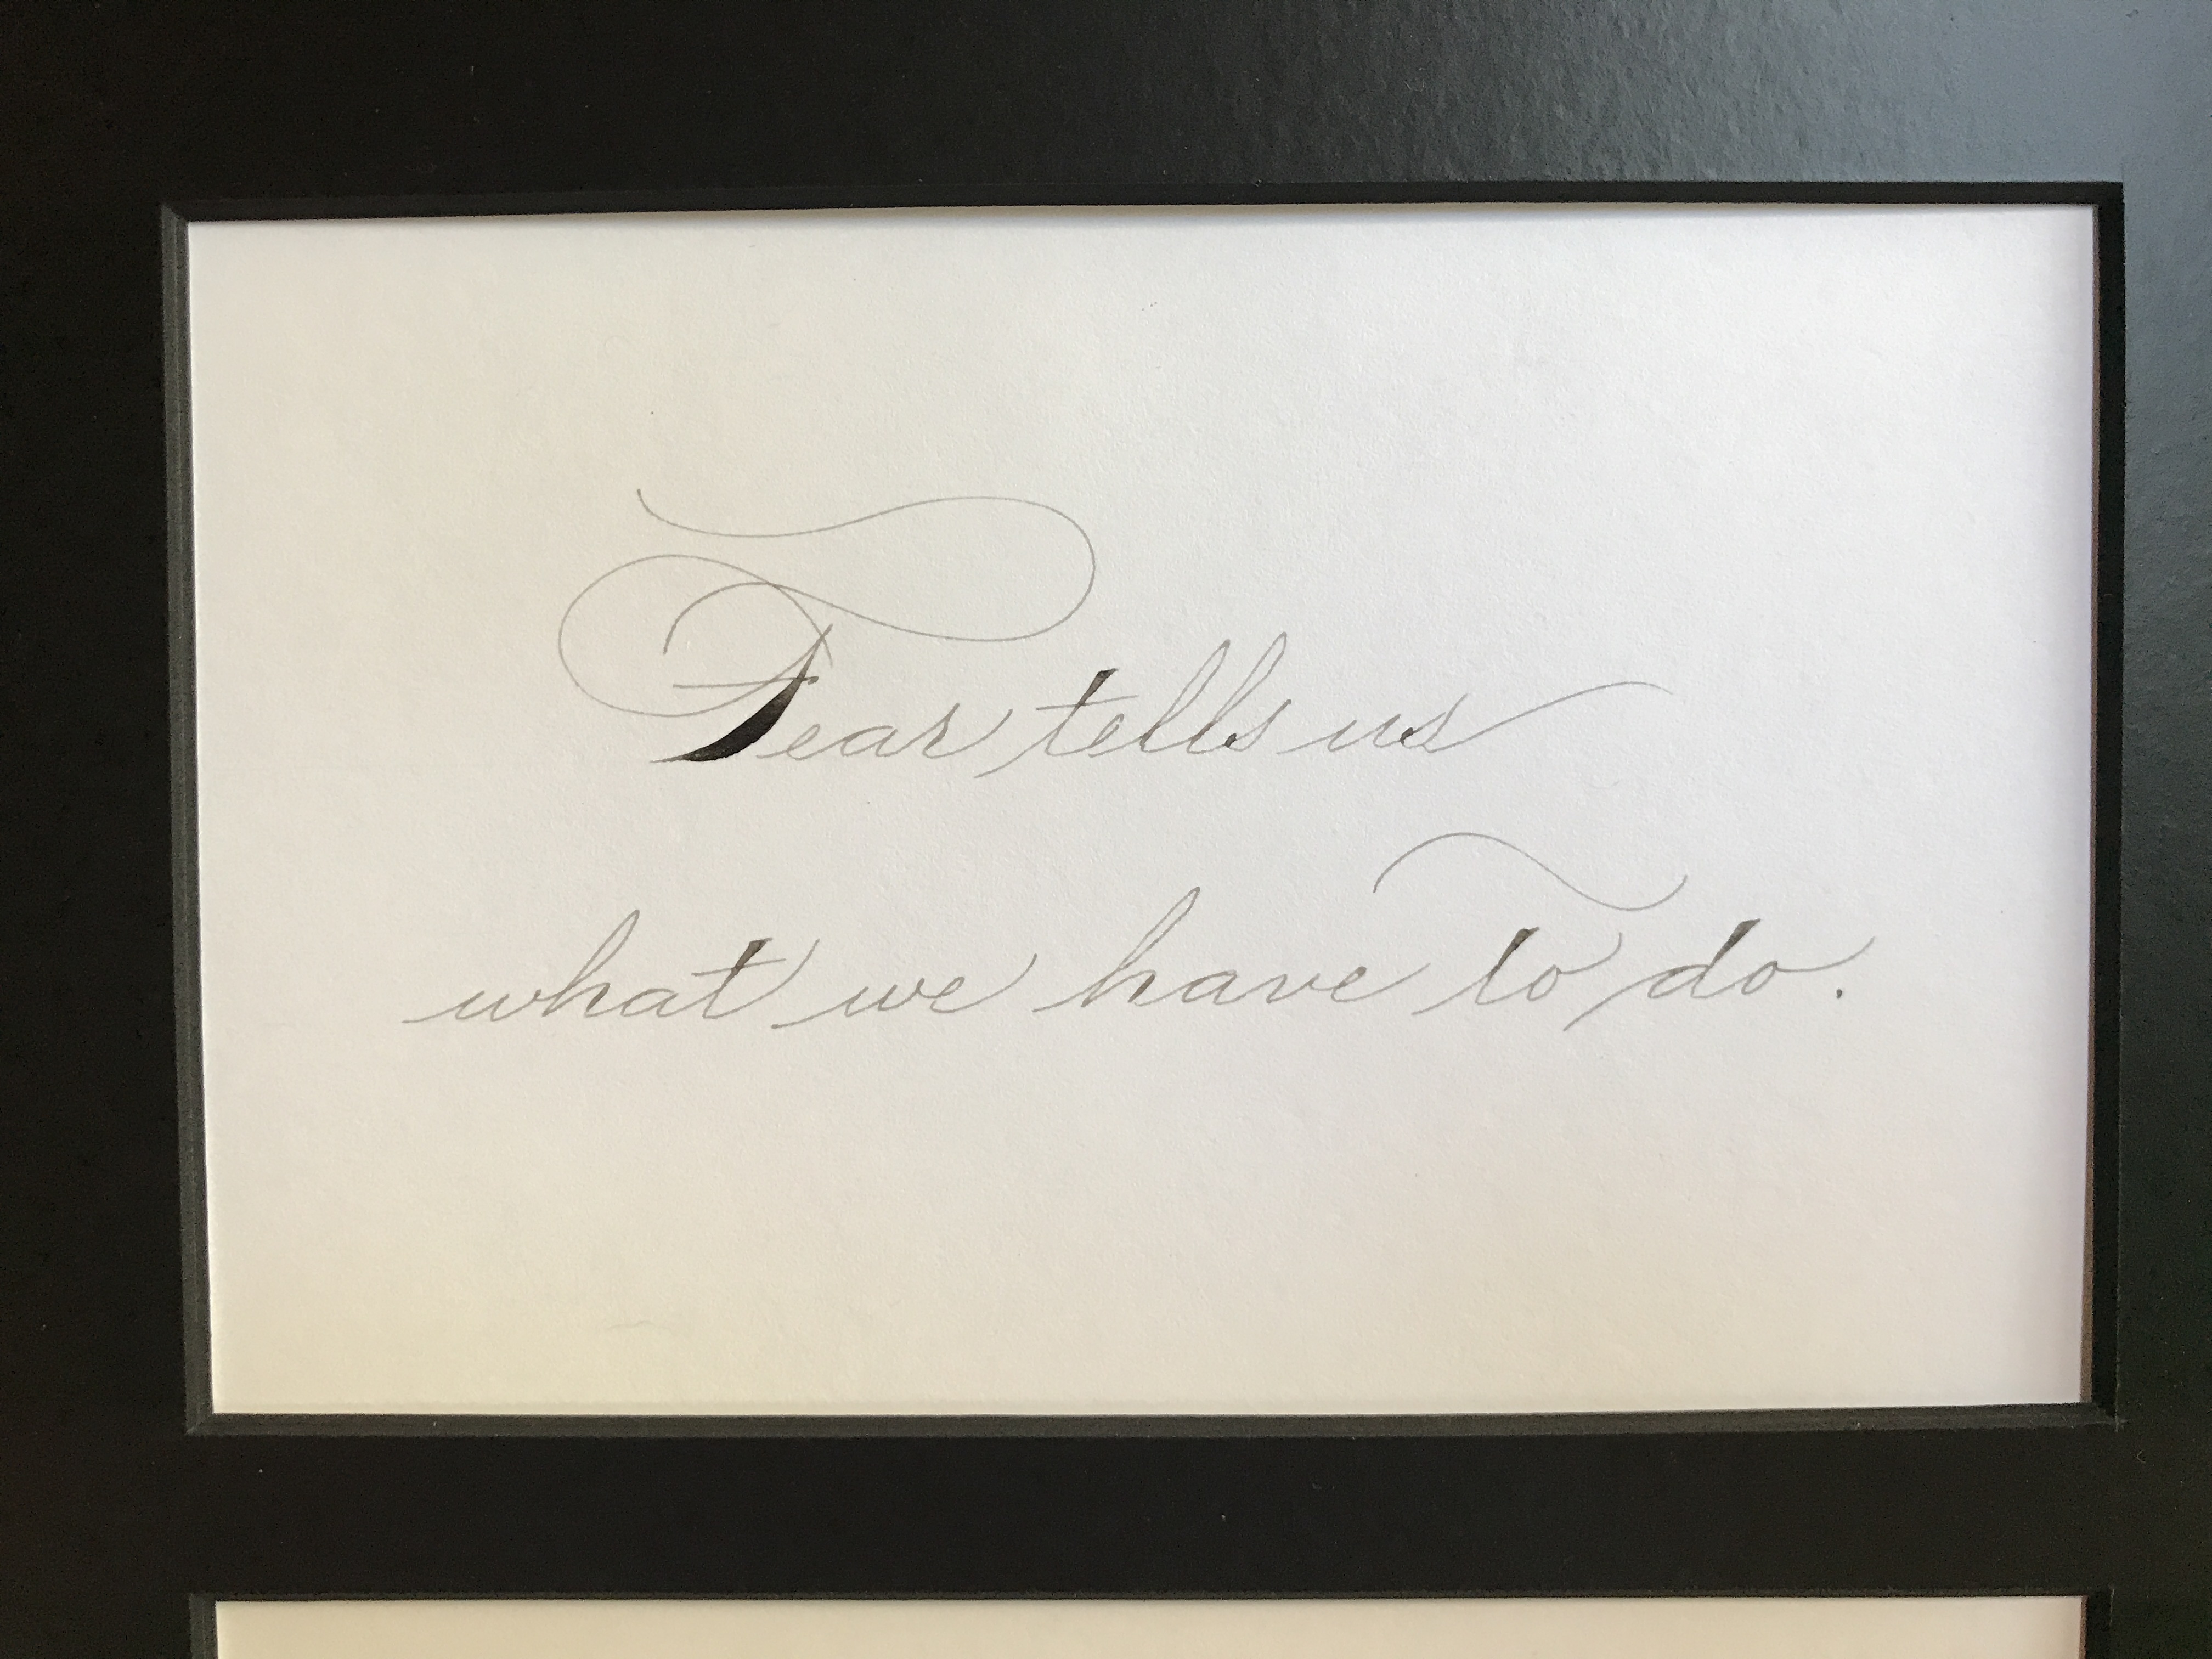 Fear tells us
what we have to do.